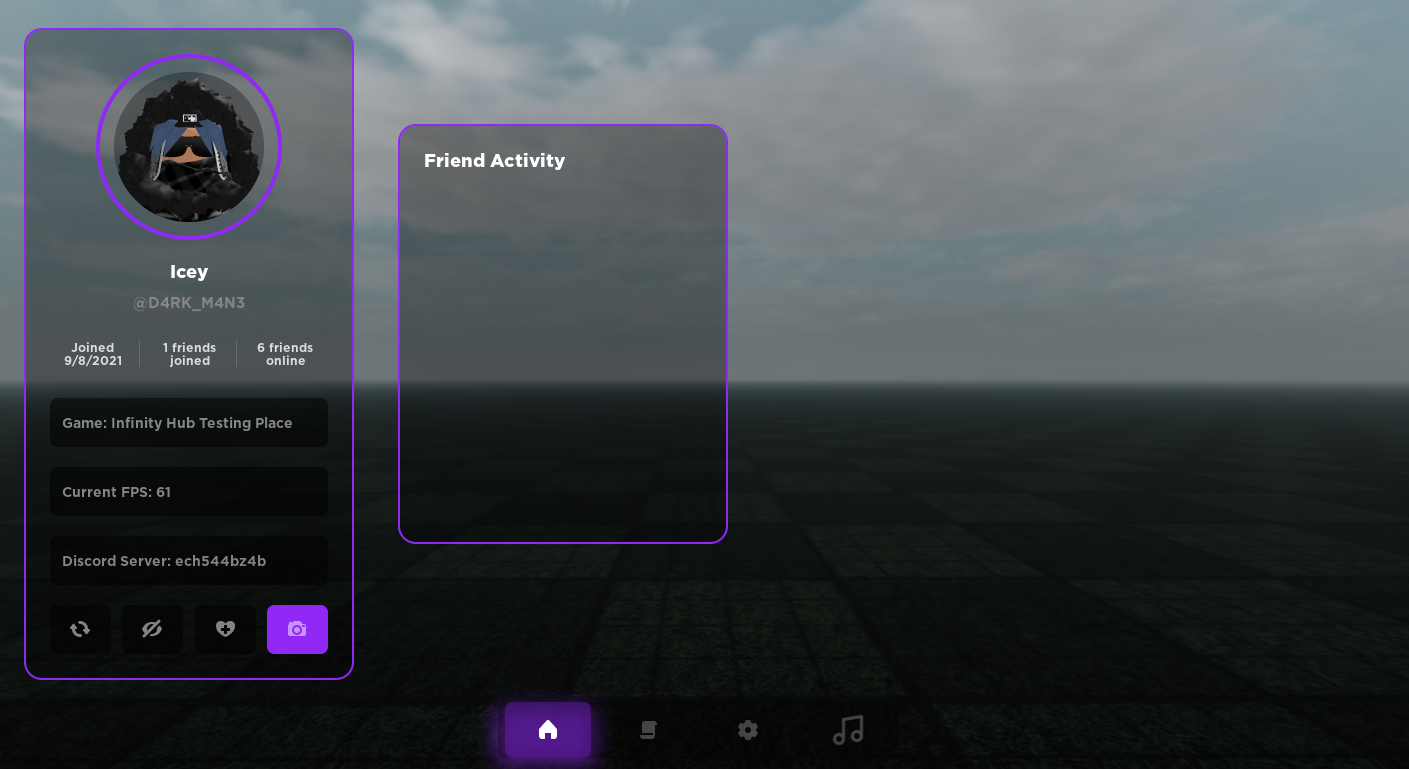 Icey
@D4RK_M4N3
Joined
9/8/2021
1 friends
joined
6 friends
online
Game: Infinity Hub Testing Place
Current FPS: 61
Discord Server: ech544bz4b
Friend Activity